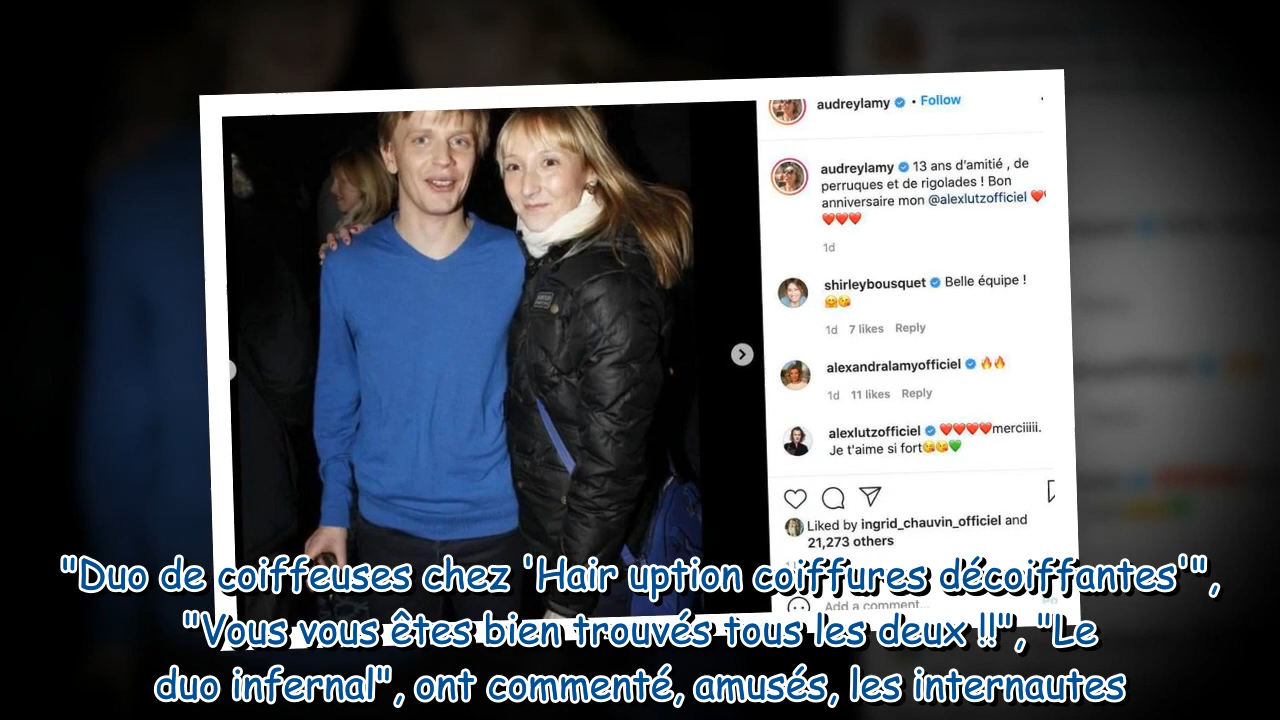 audreylamy • Follow
audreylamy 13 ans d'amitié , de
perruques et de rigolades ! Bon
anniversaire mon @alexlutzofficiel ❤️
❤️❤️❤️
1d
shirleybousquet Belle équipe !
🤗😘
1d 7 likes Reply
alexandralamyofficiel 🔥🔥
1d 11 likes Reply
alexlutzofficiel ❤️❤️❤️❤️merciiiii.
Je t'aime si fort😘😘💚
Liked by ingrid_chauvin_officiel and
21,273 others
Add a comment...
"Duo de coiffeuses chez 'Hair uption coiffures décoiffantes'",
"Vous vous êtes bien trouvés tous les deux !!", "Le
duo infernal", ont commenté, amusés, les internautes